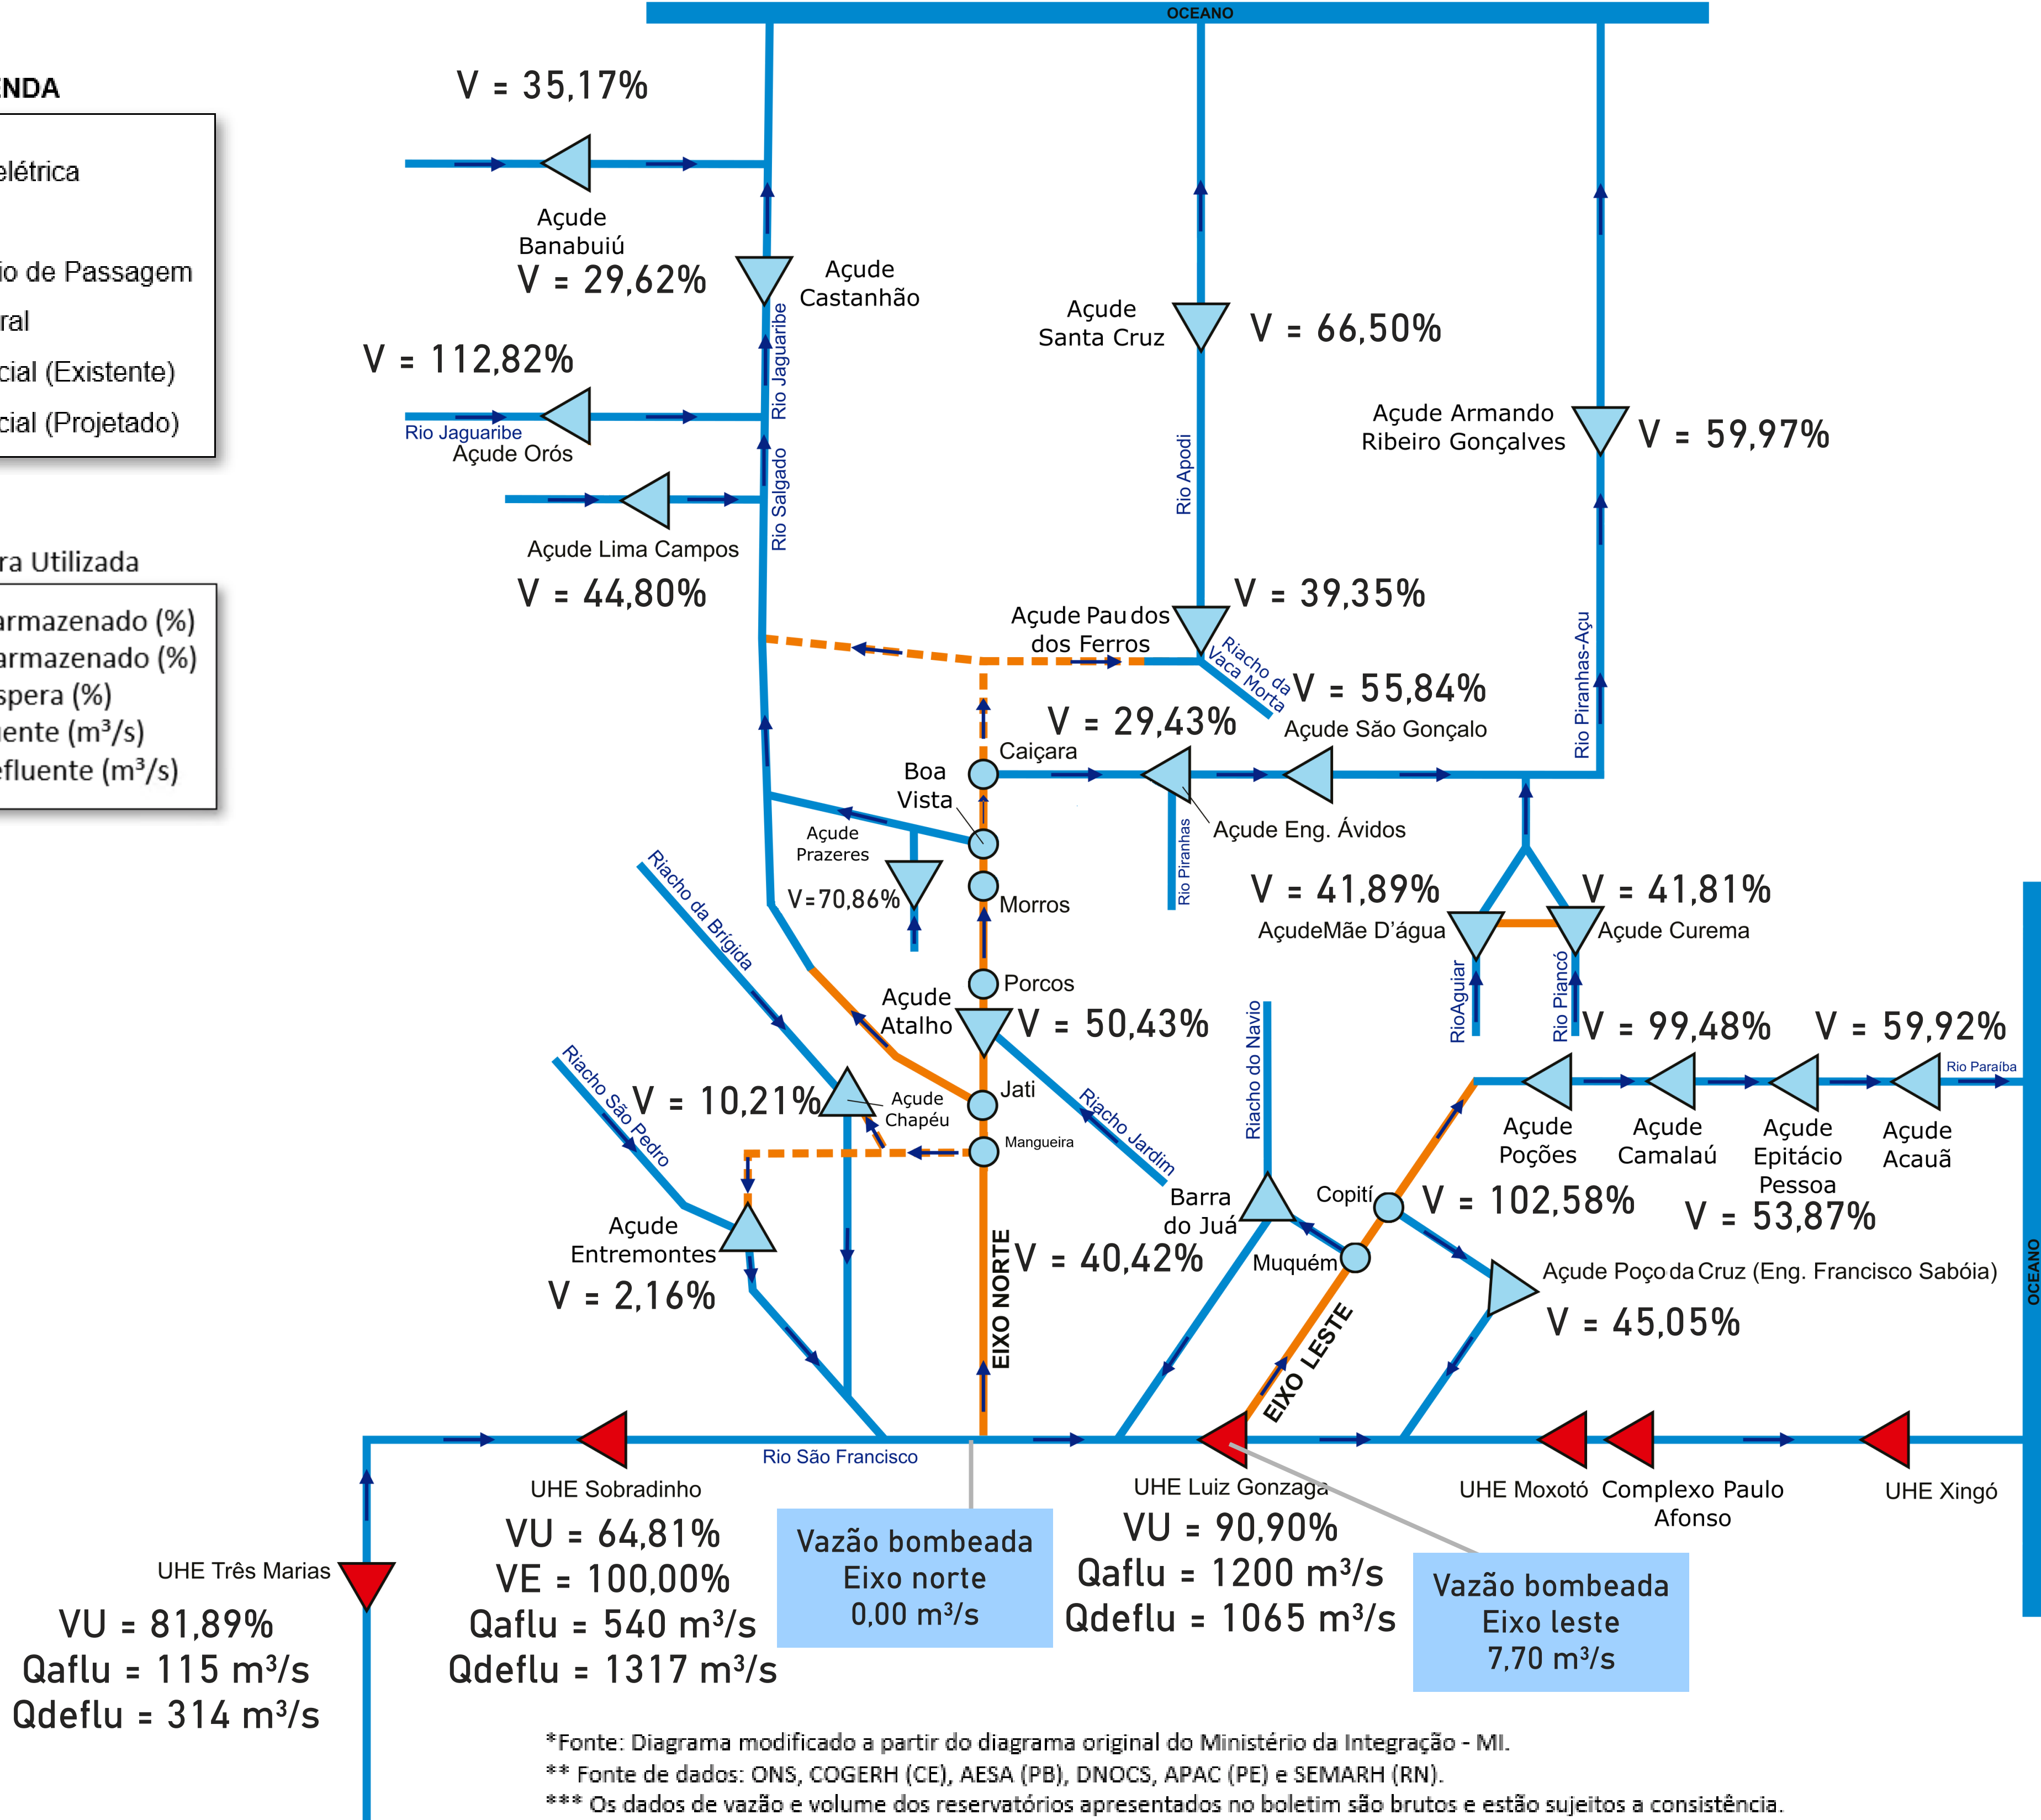 OCEANO
ENDA
elétrica
io de Passagem
ral
cial (Existente)
cial (Projetado)
ra Utilizada
armazenado (%)
armazenado (%)
spera (%)
uente (m³/s)
efluente (m³/s)
V = 35,17%
Açude
Banabuiú
V = 29,62%
Açude
Castanhão
Rio Jaguaribe
V = 112,82%
Rio Jaguaribe
Açude Orós
Rio Salgado
Açude Lima Campos
V = 44,80%
Açude
Santa Cruz
V = 66,50%
Rio Apodi
Açude Armando
Ribeiro Gonçalves
V = 59,97%
Açude Pau dos
dos Ferros
V = 39,35%
Riacho da
Vaca Morta
V = 55,84%
Açude São Gonçalo
V = 29,43%
Rio Piranhas-Açu
Caiçara
Boa
Vista
Açude Eng. Ávidos
Rio Piranhas
Açude
Prazeres
V=70,86%
Morros
V = 41,89%
AçudeMãe D'água
V = 41,81%
Açude Curema
RioAguiar
Rio Piancó
Riacho da Brígida
Porcos
Açude
Atalho
V = 50,43%
Riacho São Pedro
V = 10,21%
Açude
Chapéu
Jati
Mangueira
Riacho Jardim
Riacho do Navio
V = 99,48%
V = 59,92%
Rio Paraíba
Açude
Poções
Açude
Camalaú
Açude
Epitácio
Pessoa
Açude
Acauã
V = 102,58%
V = 53,87%
Barra
do Juá
Copití
Muquém
V = 40,42%
Açude
Entremontes
V = 2,16%
EIXO NORTE
EIXO LESTE
Açude Poço da Cruz (Eng. Francisco Sabóia)
V = 45,05%
OCEANO
Rio São Francisco
UHE Sobradinho
VU = 64,81%
VE = 100,00%
Qaflu = 540 m³/s
Qdeflu = 1317 m³/s
Vazão bombeada
Eixo norte
0,00 m³/s
UHE Luiz Gonzaga
VU = 90,90%
Qaflu = 1200 m³/s
Qdeflu = 1065 m³/s
Vazão bombeada
Eixo leste
7,70 m³/s
UHE Moxotó
Complexo Paulo
Afonso
UHE Xingó
UHE Três Marias
VU = 81,89%
Qaflu = 115 m³/s
Qdeflu = 314 m³/s
*Fonte: Diagrama modificado a partir do diagrama original do Ministério da Integração - MI.
** Fonte de dados: ONS, COGERH (CE), AESA (PB), DNOCS, APAC (PE) e SEMARH (RN).
*** Os dados de vazão e volume dos reservatórios apresentados no boletim são brutos e estão sujeitos a consistência.